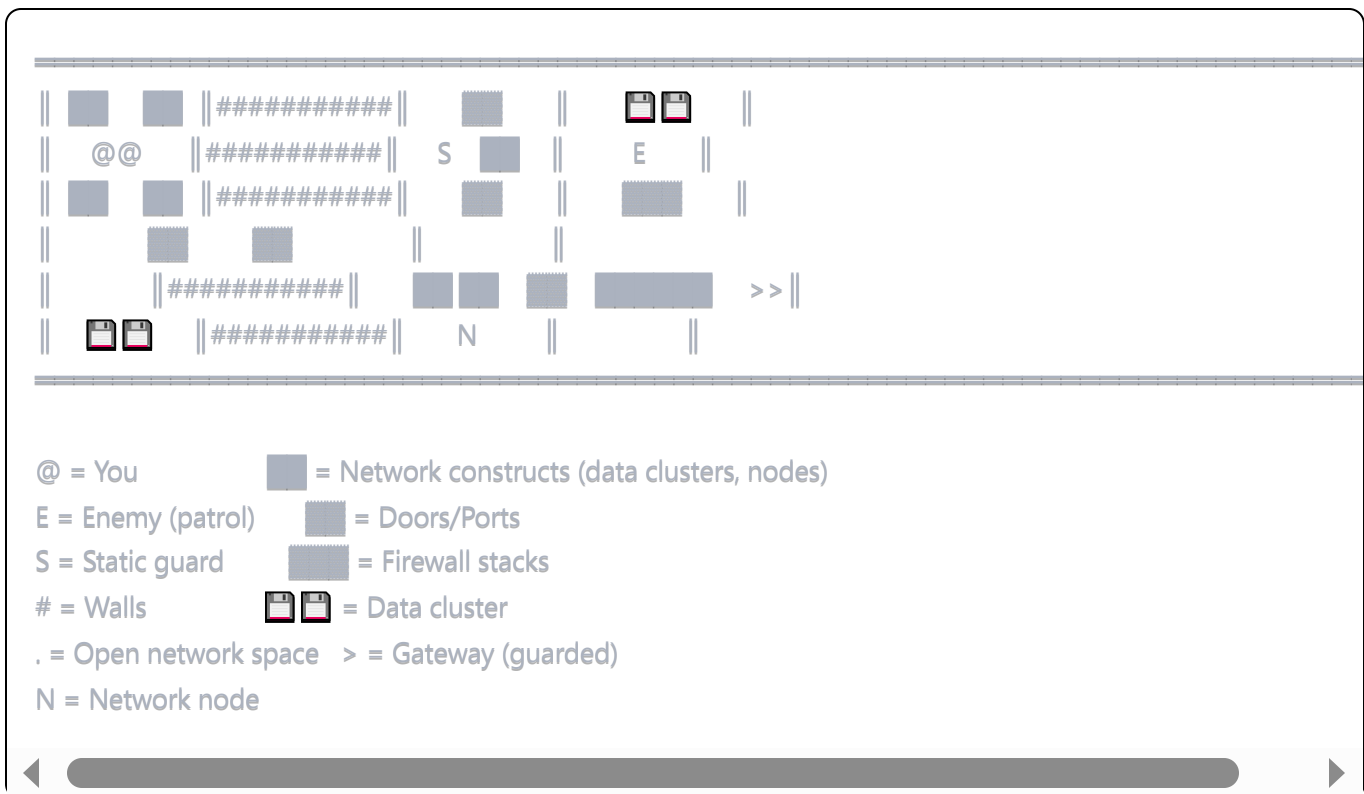 ════════════════════════════════════════════════════════════════════
║ ██ ██ ║###########║ ▓▓ ║ 💾💾 ║
║ @@ ║###########║ S ██ ║ E ║
║ ██ ██ ║###########║ ▓▓ ║ ▓▓▓ ║
║ ▓▓ ▓▓ ║ ║
║ ║###########║ ██ ██ ▓▓ ██████ >>║
║ 💾💾 ║###########║ N ║ ║
════════════════════════════════════════════════════════════════════
@ = You ██ = Network constructs (data clusters, nodes)
E = Enemy (patrol) ▓▓ = Doors/Ports
S = Static guard ▓▓▓ = Firewall stacks
# = Walls 💾💾 = Data cluster
. = Open network space > = Gateway (guarded)
N = Network node